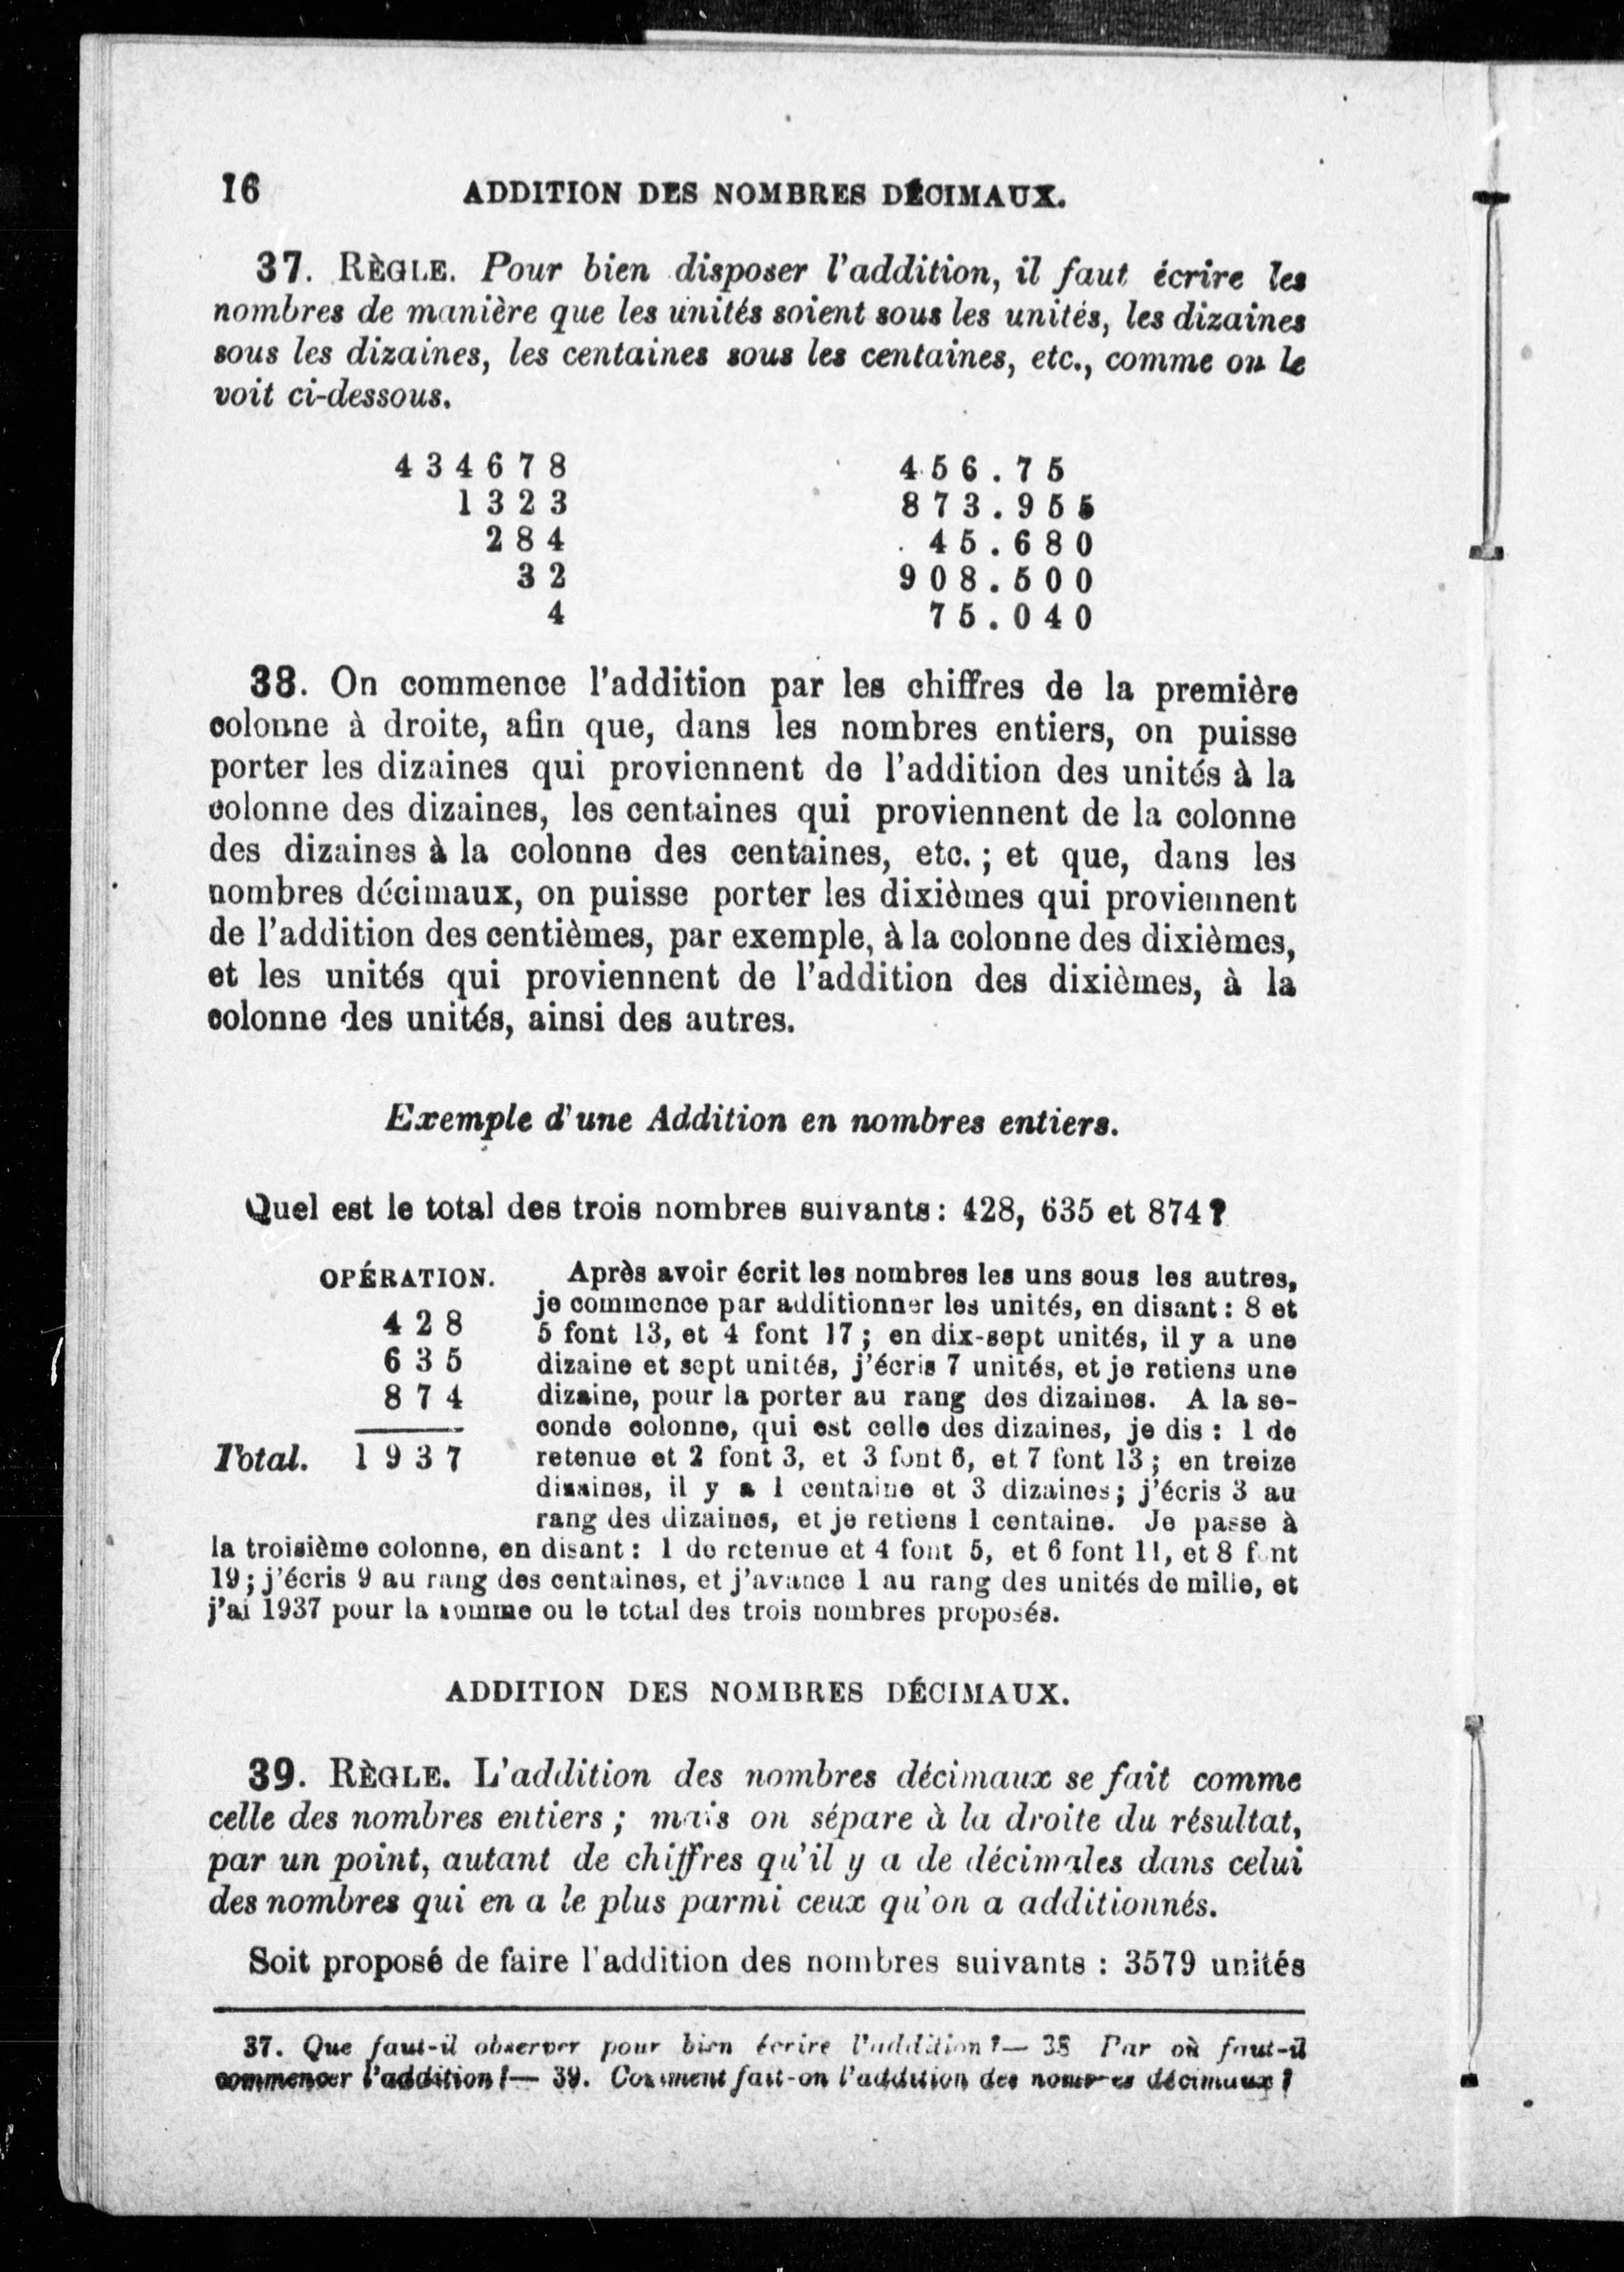 16 ADDITION DES NOMBRES DÉCIMAUX.
37. RÈGLE. Pour bien disposer l'addition, il faut écrire les
nombres de manière que les unités soient sous les unités, les dizaines
sous les dizaines, les centaines sous les centaines, etc., comme on le
voit ci-dessous.
434678 456.75
1323 873.955
284 45.680
32 908.500
4 75.040
38. On commence l'addition par les chiffres de la première
colonne à droite, afin que, dans les nombres entiers, on puisse
porter les dizaines qui proviennent de l'addition des unités à la
colonne des dizaines, les centaines qui proviennent de la colonne
des dizaines à la colonne des centaines, etc. ; et que, dans les
nombres décimaux, on puisse porter les dixièmes qui proviennent
de l'addition des centièmes, par exemple, à la colonne des dixièmes,
et les unités qui proviennent de l'addition des dixièmes, à la
colonne des unités, ainsi des autres.
Exemple d'une Addition en nombres entiers.
Quel est le total des trois nombres suivants : 428, 635 et 874 ?
OPÉRATION.
428
635
874
Total. 1937
Après avoir écrit les nombres les uns sous les autres,
je commence par additionner les unités, en disant : 8 et
5 font 13, et 4 font 17 ; en dix-sept unités, il y a une
dizaine et sept unités, j'écris 7 unités, et je retiens une
dizaine, pour la porter au rang des dizaines. A la se-
conde colonne, qui est celle des dizaines, je dis : 1 de
retenue et 2 font 3, et 3 font 6, et 7 font 13 ; en treize
dizaines, il y a 1 centaine et 3 dizaines ; j'écris 3 au
rang des dizaines, et je retiens 1 centaine. Je passe à
la troisième colonne, en disant : 1 de retenue et 4 font 5, et 6 font 11, et 8 font
19 ; j'écris 9 au rang des centaines, et j'avance 1 au rang des unités de mille, et
j'ai 1937 pour la somme ou le total des trois nombres proposés.
ADDITION DES NOMBRES DÉCIMAUX.
39. RÈGLE. L'addition des nombres décimaux se fait comme
celle des nombres entiers ; mais on sépare à la droite du résultat,
par un point, autant de chiffres qu'il y a de décimales dans celui
des nombres qui en a le plus parmi ceux qu'on a additionnés.
Soit proposé de faire l'addition des nombres suivants : 3579 unités
37. Que faut-il observer pour bien écrire l'addition ?— 38 Par où faut-il
commencer l'addition ?— 39. Comment fait-on l'addition des nombres décimaux ?